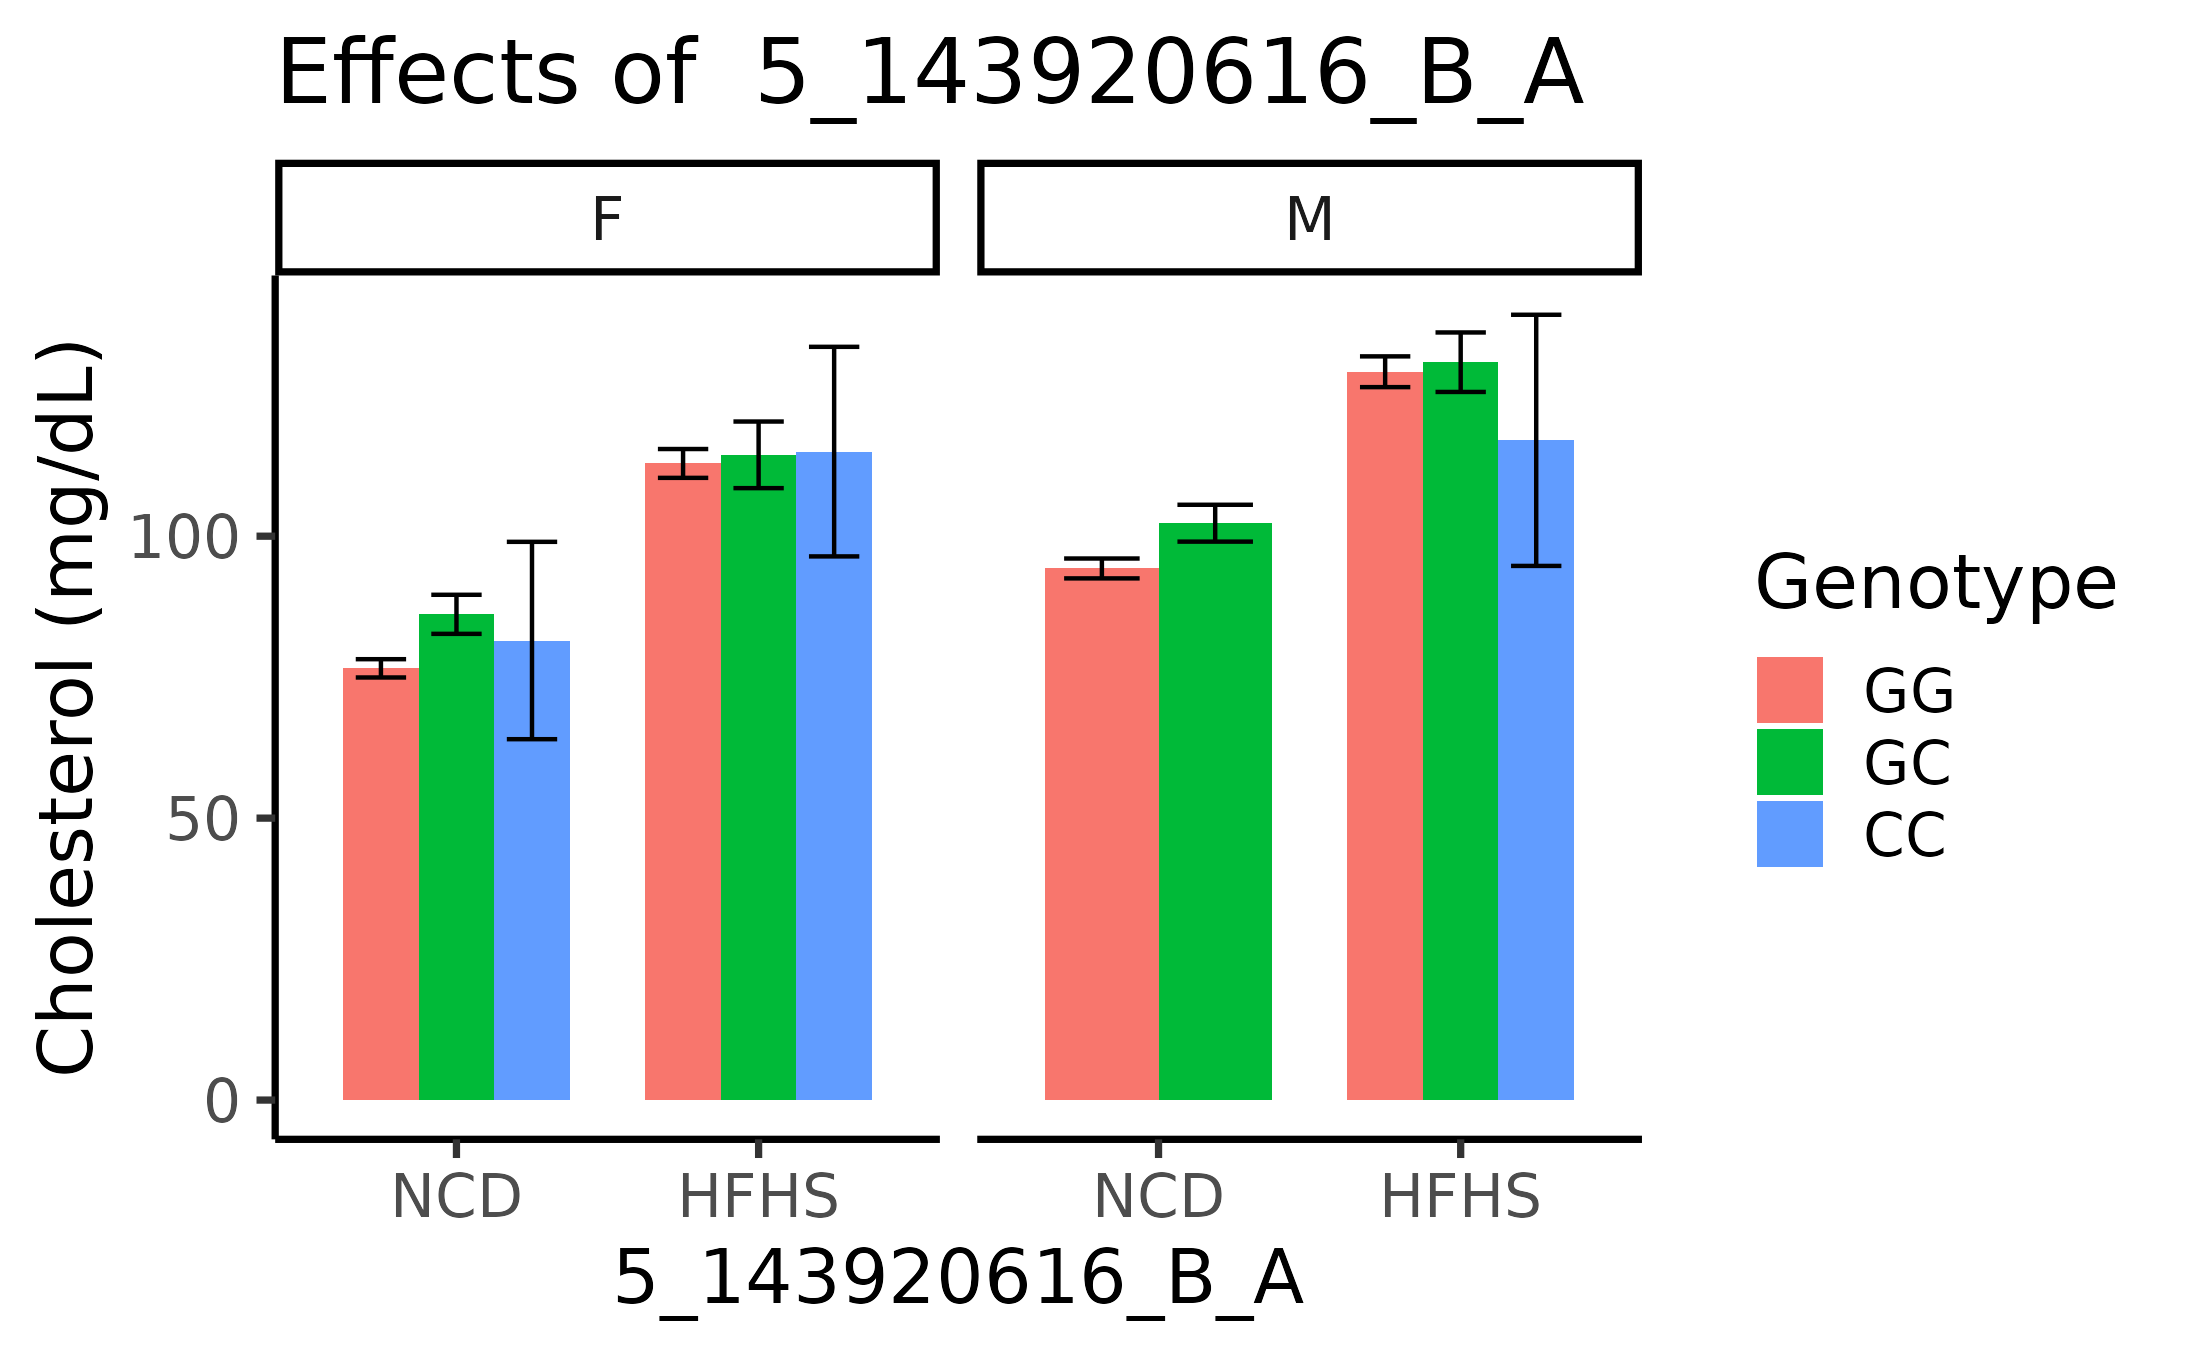 Effects of  5_143920616_B_A
F
M
Cholesterol (mg/dL)
100
50
0
NCD
HFHS
NCD
HFHS
5_143920616_B_A
Genotype
GG
GC
CC